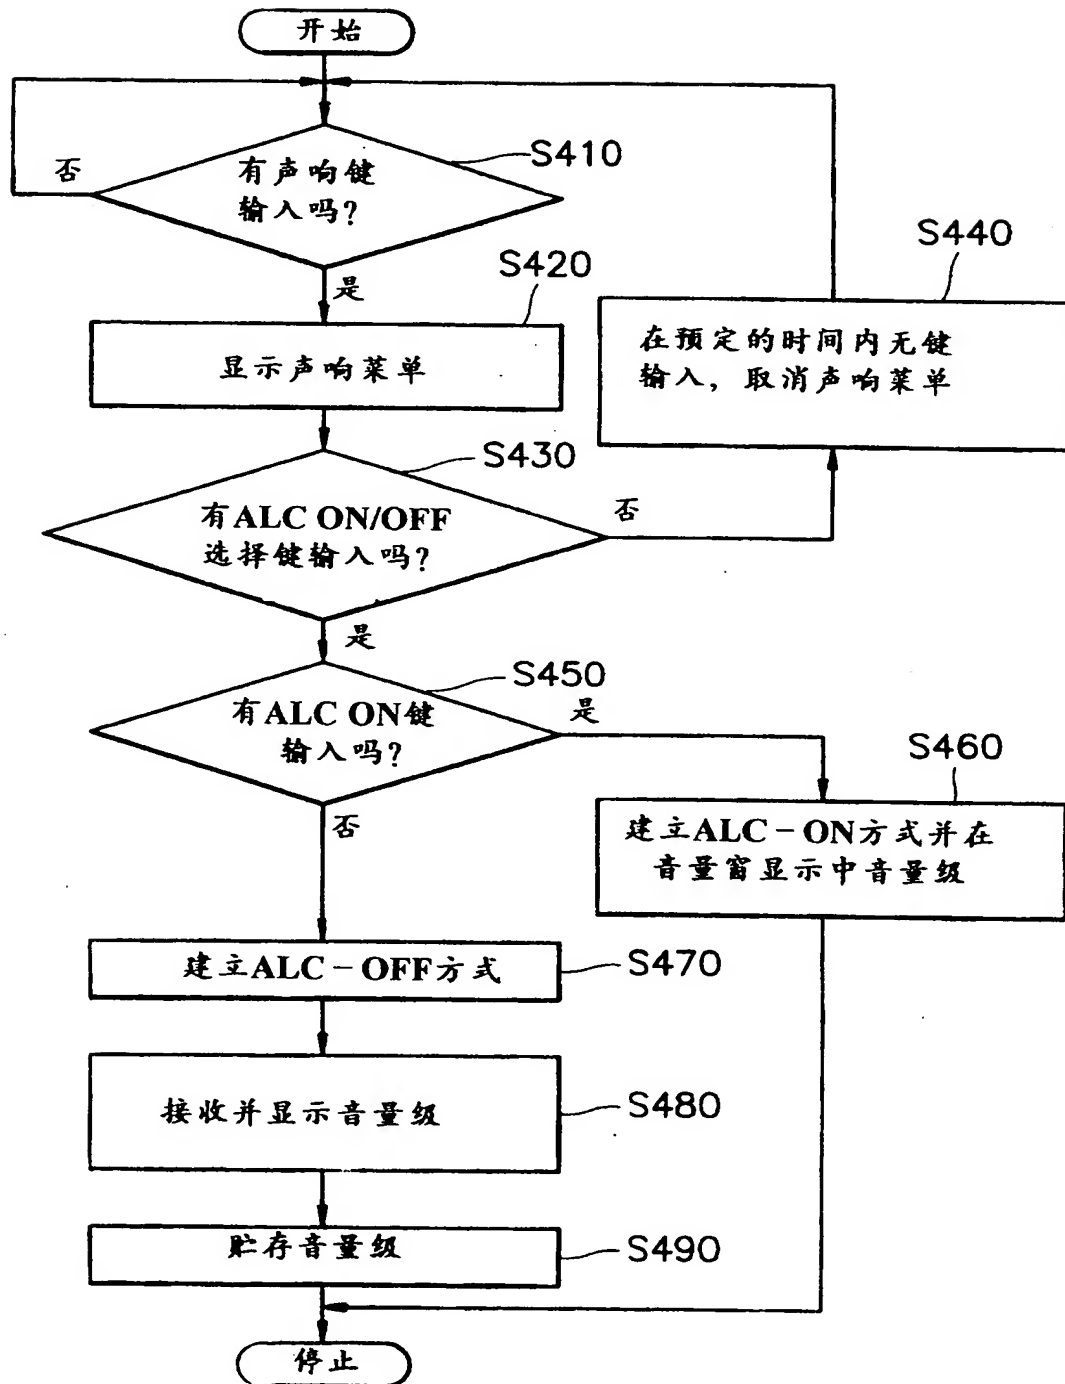 开始
否
有声响键
输入吗?
S410
是
S420
显示声响菜单
S440
在预定的时间内无键
输入,取消声响菜单
S430
有ALC ON/OFF
选择键输入吗?
否
是
S450
有ALC ON键
输入吗?
是
否
S460
建立ALC-ON方式并在
音量窗显示中音量级
建立ALC-OFF方式
S470
接收并显示音量级
S480
贮存音量级
S490
停止